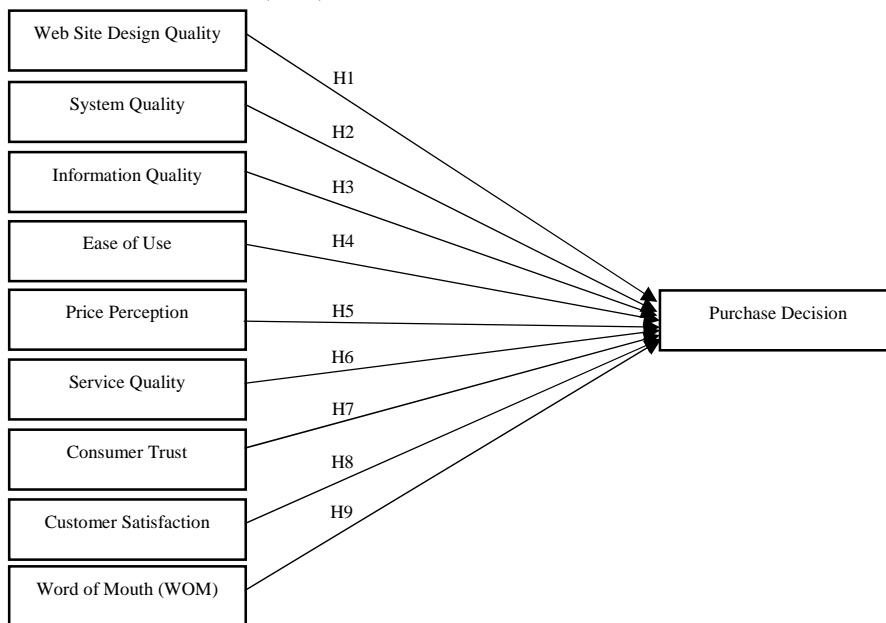 Web Site Design Quality
H1
System Quality
H2
Information Quality
H3
Ease of Use
H4
Price Perception
H5
Purchase Decision
Service Quality
H6
Consumer Trust
H7
Customer Satisfaction
H8
Word of Mouth (WOM)
H9